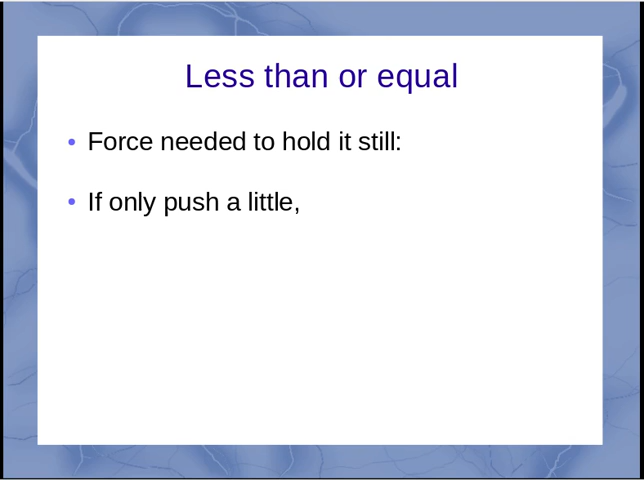 Less than or equal
Force needed to hold it still:
If only push a little,